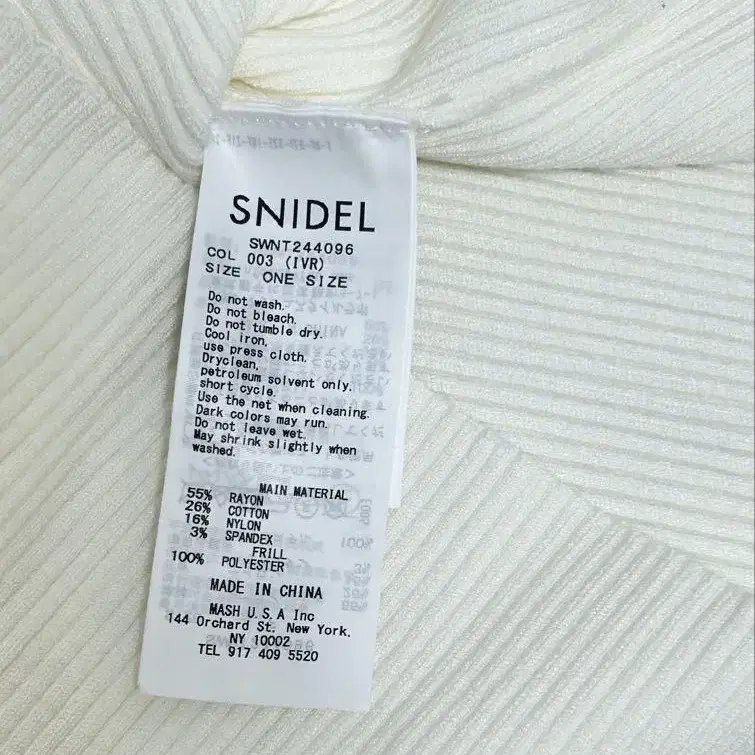 SNIDEL
SWNT244096
COL 003 (IVR)
SIZE ONE SIZE
Do not wash.
Do not bleach.
Do not tumble dry.
Cool iron,
use press cloth.
Dryclean,
petroleum solvent only.
short cycle.
Use the net when cleaning.
Dark colors may run.
Do not leave wet.
May shrink slightly when
washed.
MAIN MATERIAL
55% RAYON
26% COTTON
16% NYLON
3% SPANDEX
FRILL
100% POLYESTER
MADE IN CHINA
MASH U.S.A Inc
144 Orchard St. New York,
NY 10002
TEL 917 409 5520